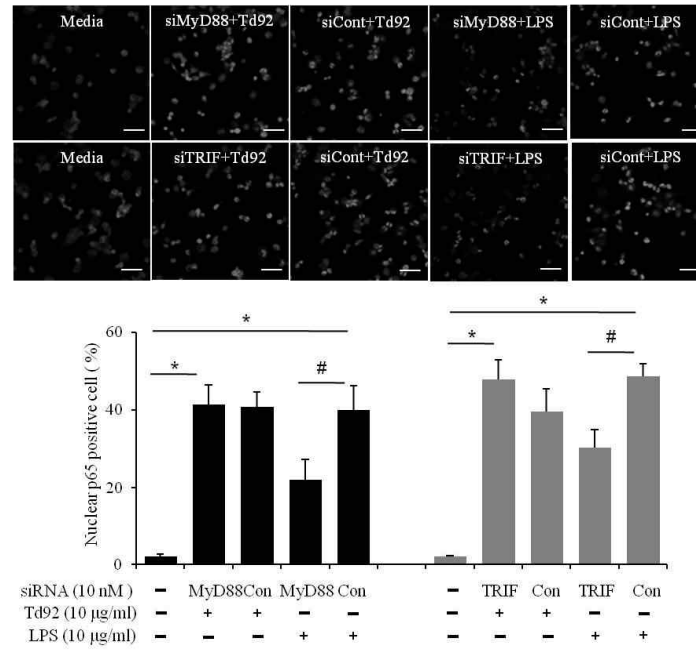 Media siMyD88+Td92 siCont+Td92 siMyD88+LPS siCont+LPS
Media siTRIF+Td92 siCont+Td92 siTRIF+LPS siCont+LPS
* *
60 * * # #
40
20
0
Nuclear p65 positive cell ( %)
siRNA (10 nM ) – MyD88 Con MyD88 Con – TRIF Con TRIF Con
Td92 (10 μg/ml) – + + – – – + + – –
LPS (10 μg/ml) – – – + + – – – + +